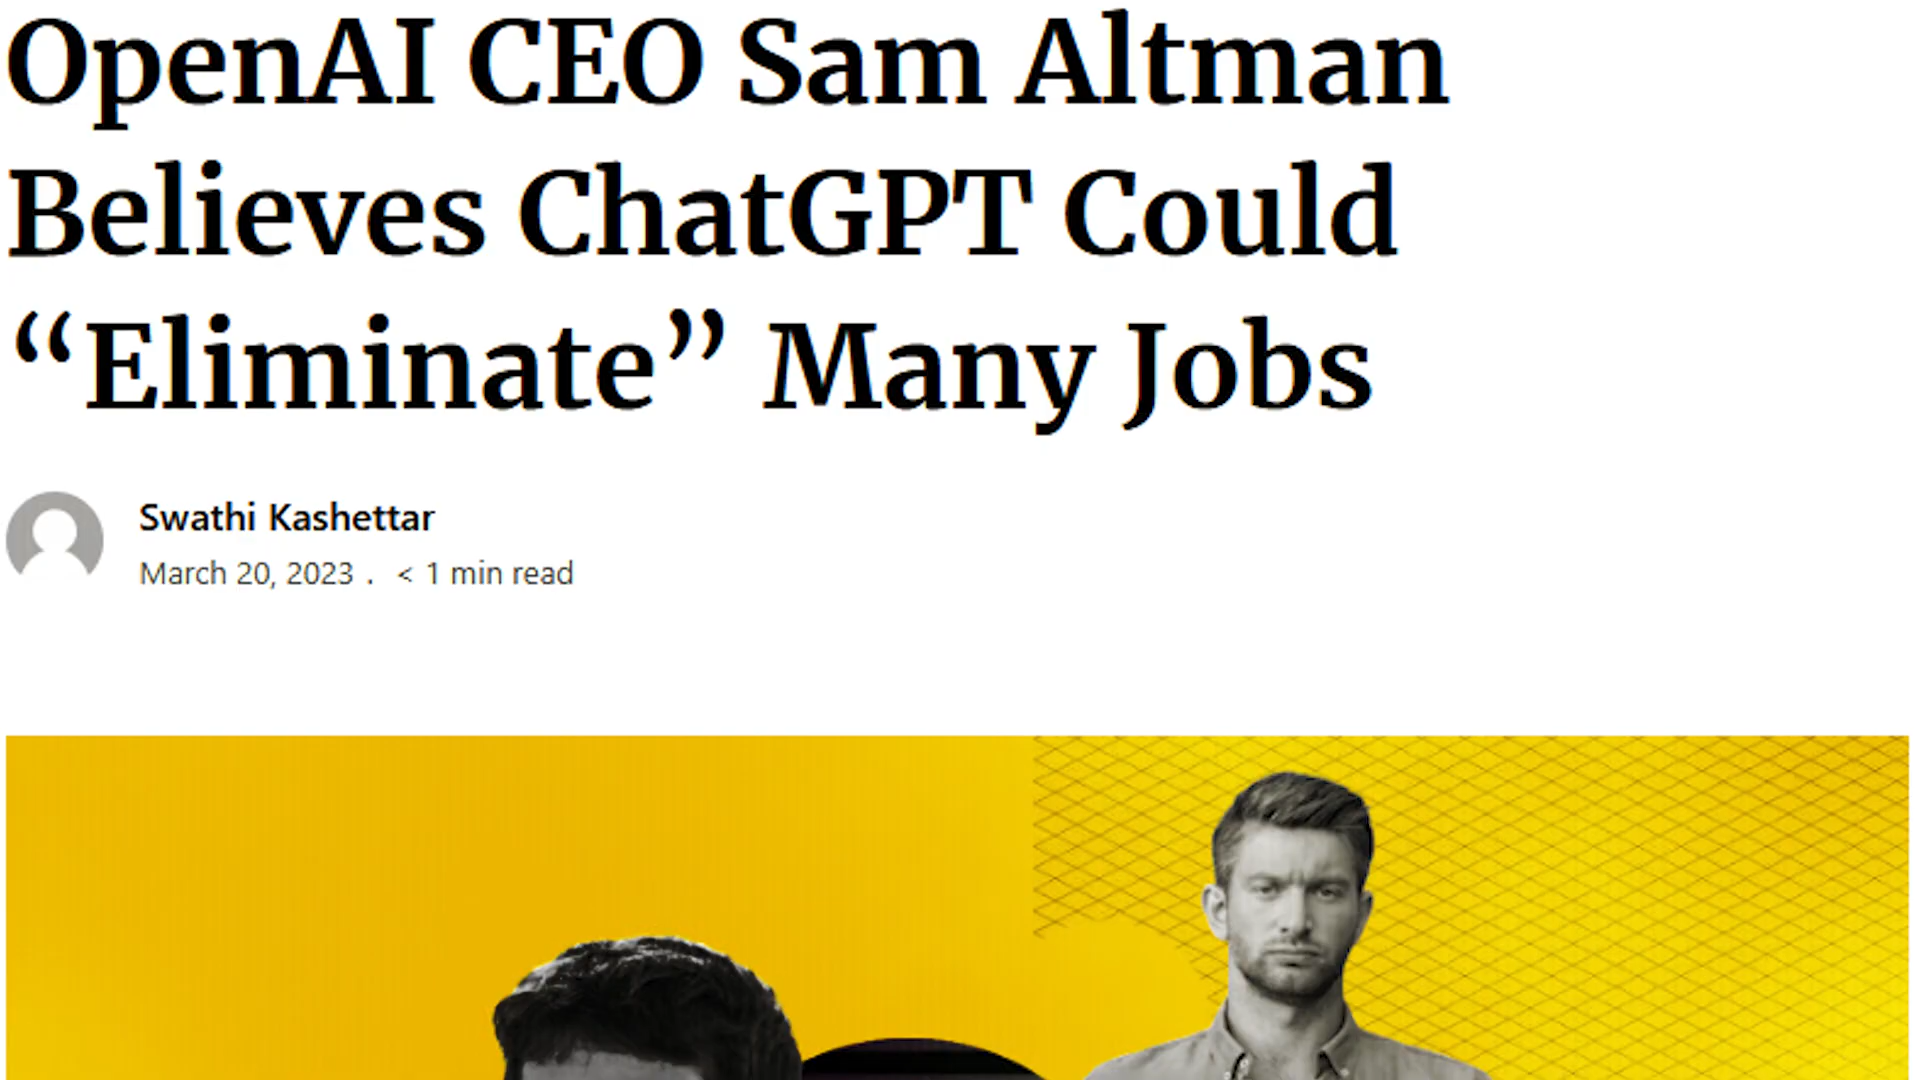 OpenAI CEO Sam Altman
Believes ChatGPT Could
“Eliminate” Many Jobs
Swathi Kashettar
March 20, 2023 . < 1 min read